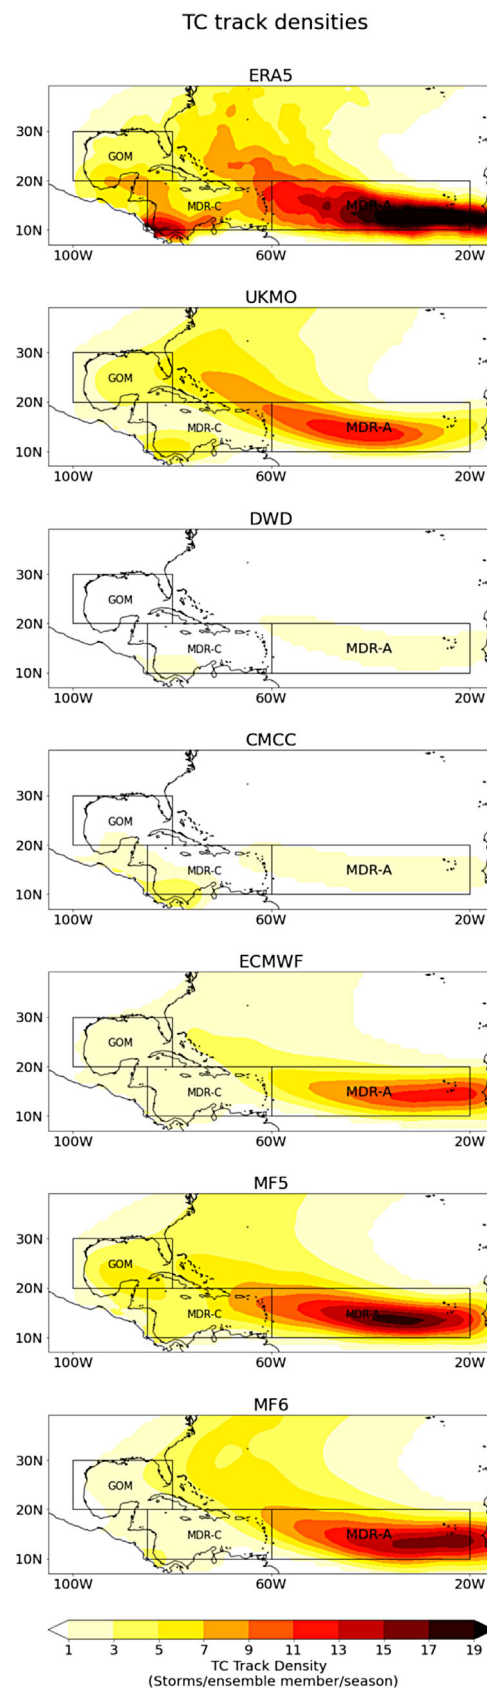 TC track densities
ERA5
30N
GOM
20N
MDR-C
MDR-A
10N
100W 60W 20W
UKMO
30N
GOM
20N
MDR-C
MDR-A
10N
100W 60W 20W
DWD
30N
GOM
20N
MDR-C
MDR-A
10N
100W 60W 20W
CMCC
30N
GOM
20N
MDR-C
MDR-A
10N
100W 60W 20W
ECMWF
30N
GOM
20N
MDR-C
MDR-A
10N
100W 60W 20W
MF5
30N
GOM
20N
MDR-C
MDR-A
10N
100W 60W 20W
MF6
30N
GOM
20N
MDR-C
MDR-A
10N
100W 60W 20W
1 3 5 7 9 11 13 15 17 19
TC Track Density
(Storms/ensemble member/season)